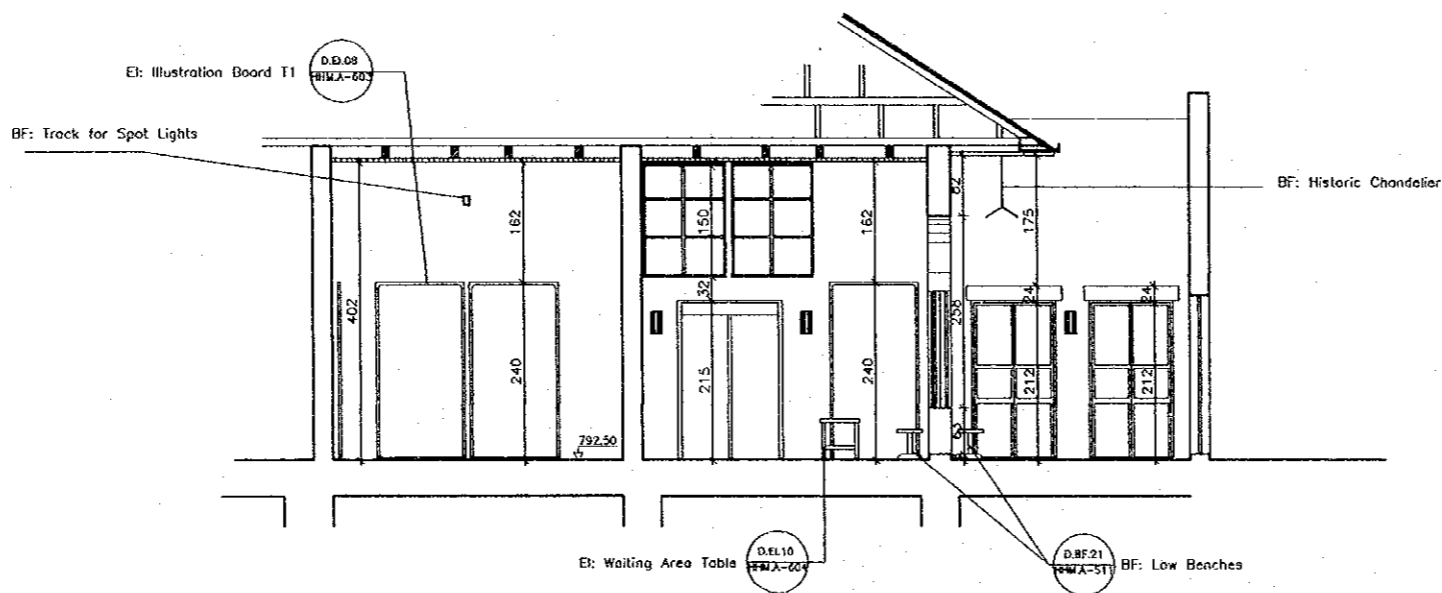 D.EI.08
EI: Illustration Board T1
BF: Track for Spot Lights
BF: Historic Chandelier
82
162
150
162
175
32
24
24
402
258
240
215
240
212
212
792.50
D.EI.10
EI: Waiting Area Table
D.BF.21
BF: Low Benches